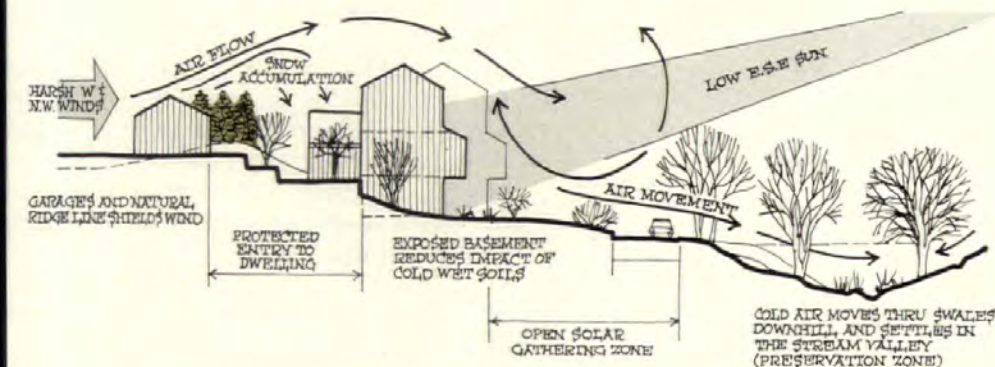 AIR FLOW
SNOW
ACCUMULATION
HARSH W &
N.W. WINDS
LOW E.S.E SUN
AIR MOVEMENT
GARAGES AND NATURAL
RIDGE LINE SHIELDS WIND
PROTECTED
ENTRY TO
DWELLING
EXPOSED BASEMENT
REDUCES IMPACT OF
COLD WET SOILS
OPEN SOLAR
GATHERING ZONE
COLD AIR MOVES THRU SWALES
DOWNHILL AND SETTLES IN
THE STREAM VALLEY
(PRESERVATION ZONE)